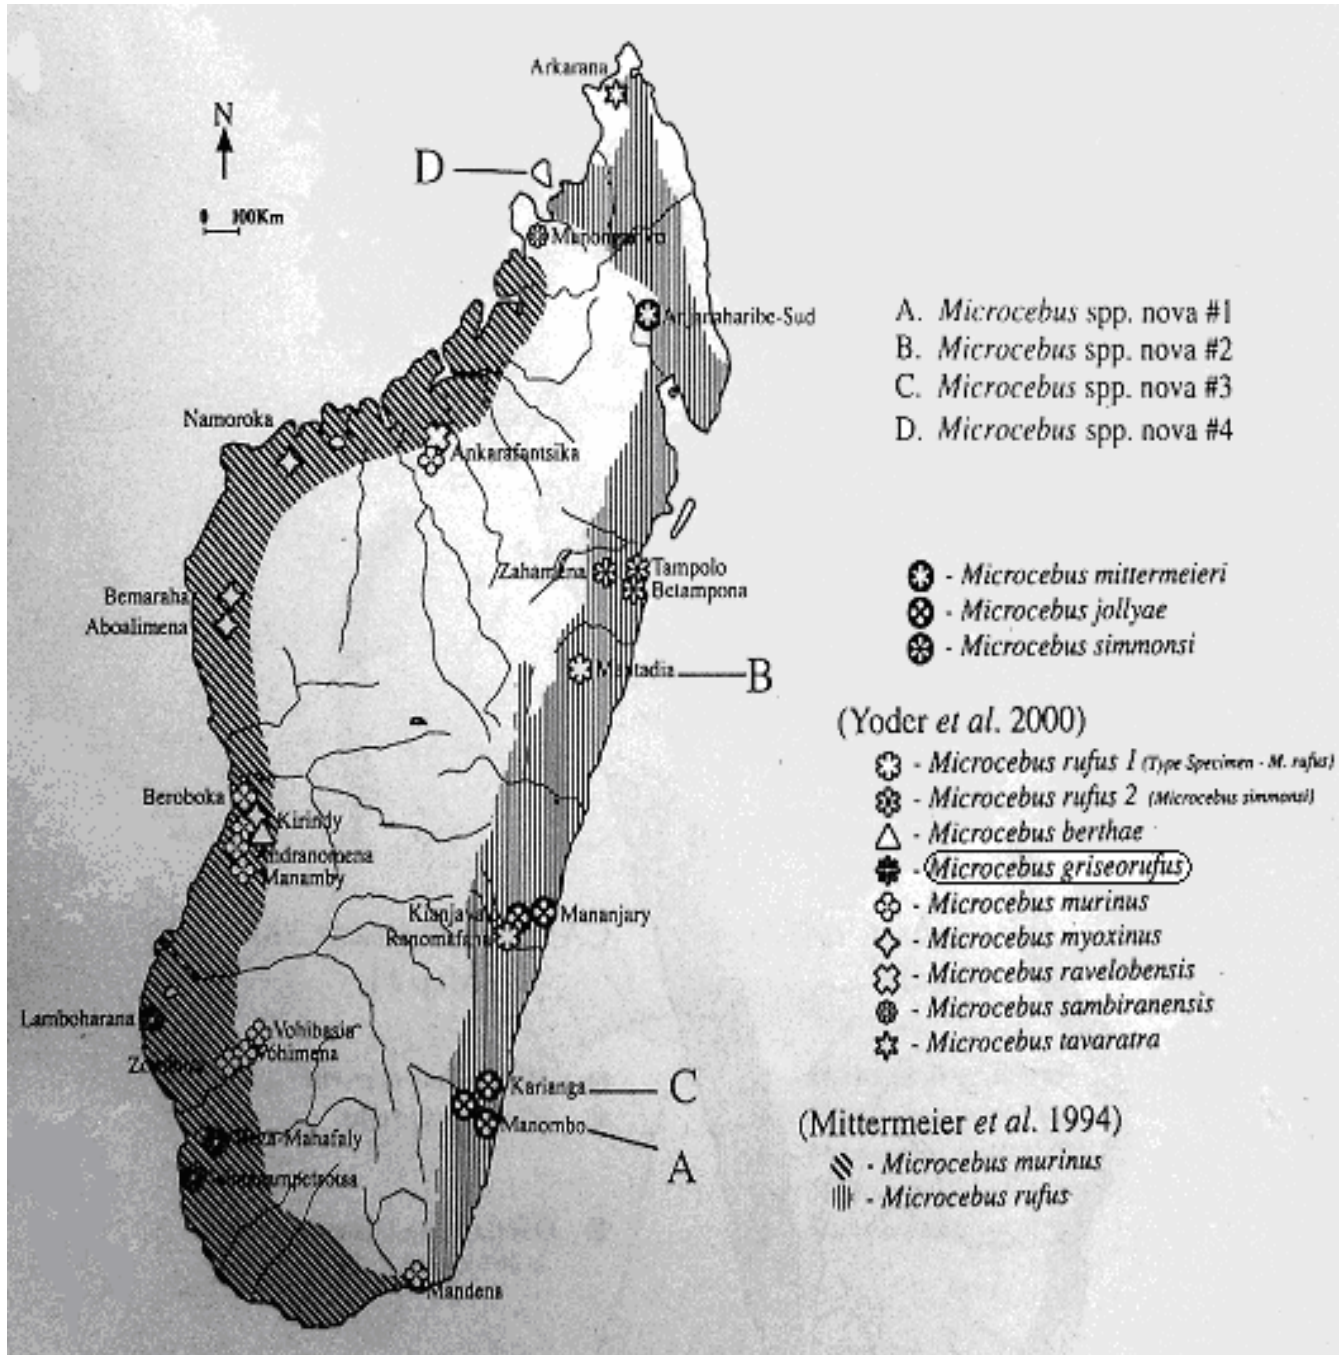 Arkarana
N
D
0 100Km
Anjanaharibe-Sud
A. Microcebus spp. nova #1
B. Microcebus spp. nova #2
C. Microcebus spp. nova #3
D. Microcebus spp. nova #4
Namoroka
Ankarafantsika
Zahamena
Tampolo
Betampona
Bemaraha
Aboalimena
B
- Microcebus mittermeieri
- Microcebus jollyae
- Microcebus simmonsi
(Yoder et al. 2000)
- Microcebus rufus 1 (Type Specimen - M. rufus)
- Microcebus rufus 2 (Microcebus simmonsi)
- Microcebus berthae
- Microcebus griseorufus
- Microcebus murinus
- Microcebus myoxinus
- Microcebus ravelobensis
- Microcebus sambiranensis
- Microcebus tavaratra
Beroboka
Kirindy
Andranomena
Manamby
Kianjava
Mananjary
Ranomafana
Lamboharana
Vohibasia
Vohimena
Karianga
C
Manombo
A
(Mittermeier et al. 1994)
- Microcebus murinus
- Microcebus rufus
Mandena